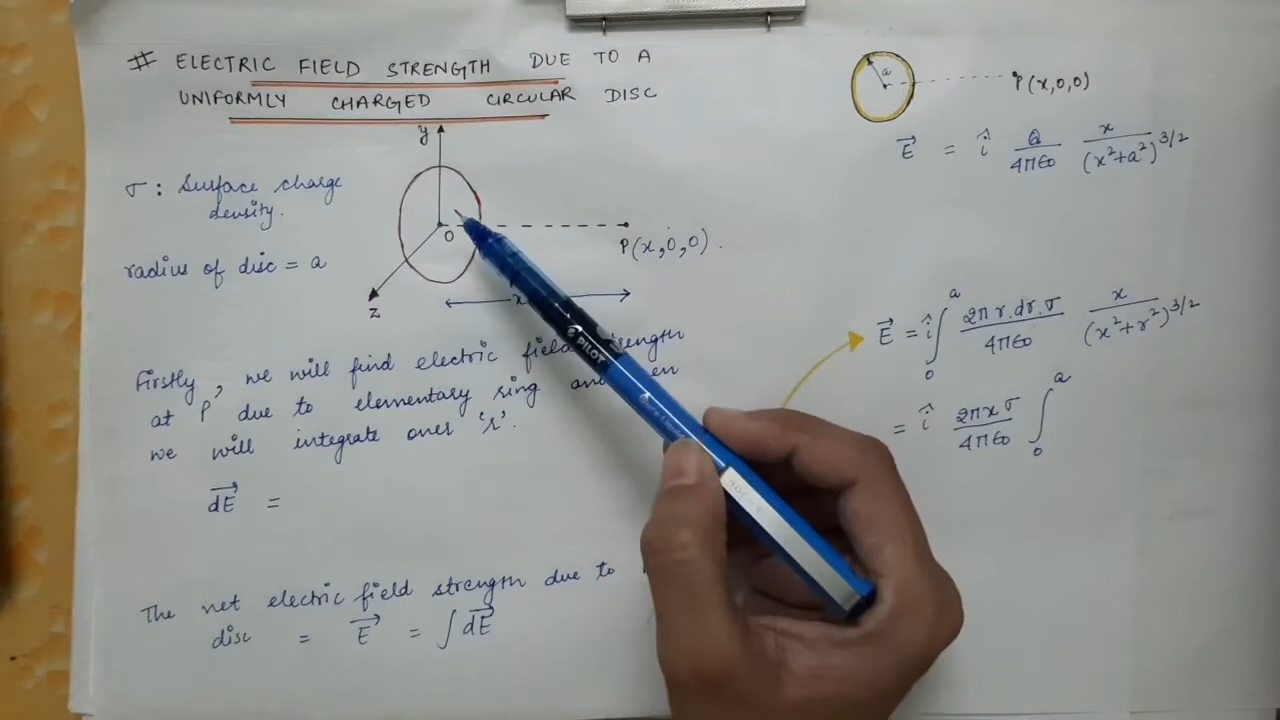 # ELECTRIC FIELD STRENGTH DUE TO A
UNIFORMLY CHARGED CIRCULAR DISC
σ : Surface charge
density.
radius of disc = a
y
O
z
P(x,0,0).
x
Firstly, we will find electric field
at P due to elementary ring
we will integrate over 'r'.
dE⃗ =
The net electric field strength due to
disc = E⃗ = ∫ dE⃗
a
P(x,0,0)
E⃗ = î Q/4πε₀ x/(x²+a²)^3/2
E⃗ = î ∫₀ᵃ 2πr.dr.σ/4πε₀ x/(x²+r²)^3/2
= î 2πxσ/4πε₀ ∫₀ᵃ
PILOT